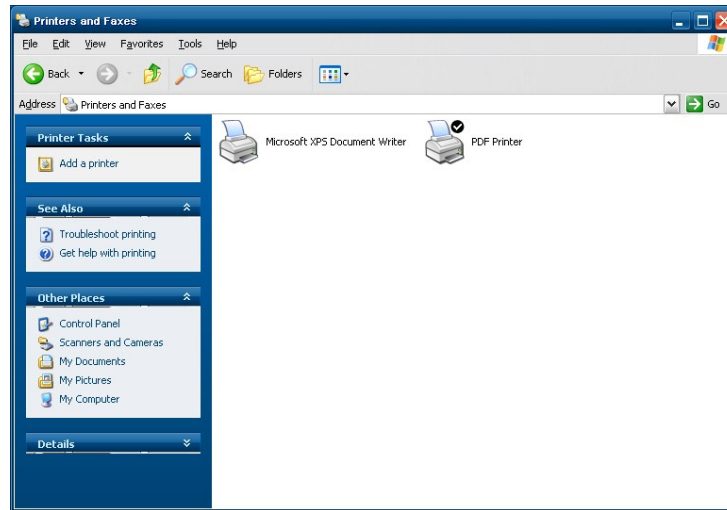 Printers and Faxes
File Edit View Favorites Tools Help
Back Search Folders
Address Printers and Faxes Go
Printer Tasks
Add a printer
See Also
Troubleshoot printing
Get help with printing
Other Places
Control Panel
Scanners and Cameras
My Documents
My Pictures
My Computer
Details
Microsoft XPS Document Writer
PDF Printer